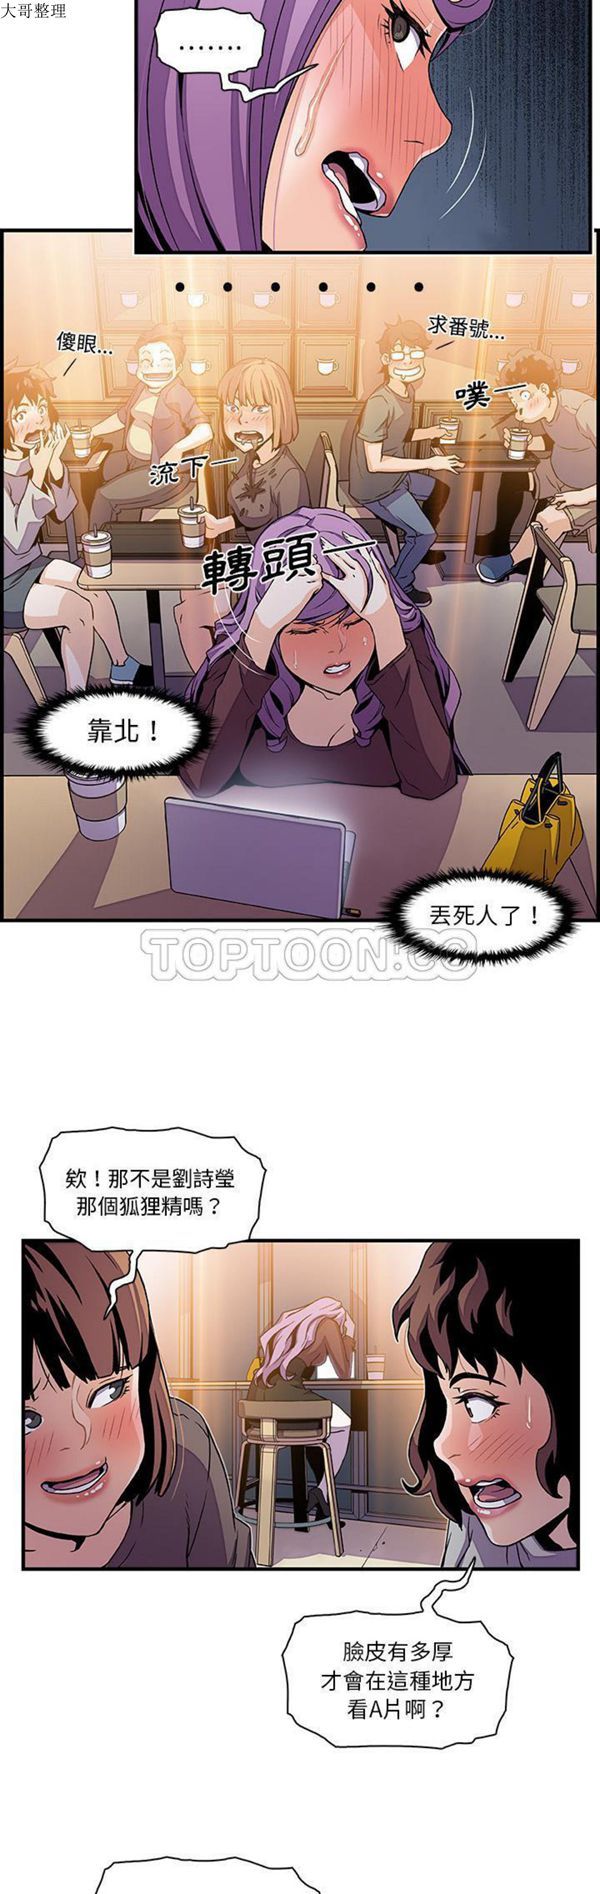 大哥整理
........
......
傻眼...
求番號...
噗—
流下—
轉頭—
靠北！
丟死人了！
TOPTOON.CO
欸！那不是劉詩瑩
那個狐狸精嗎？
臉皮有多厚
才會在這種地方
看A片啊？